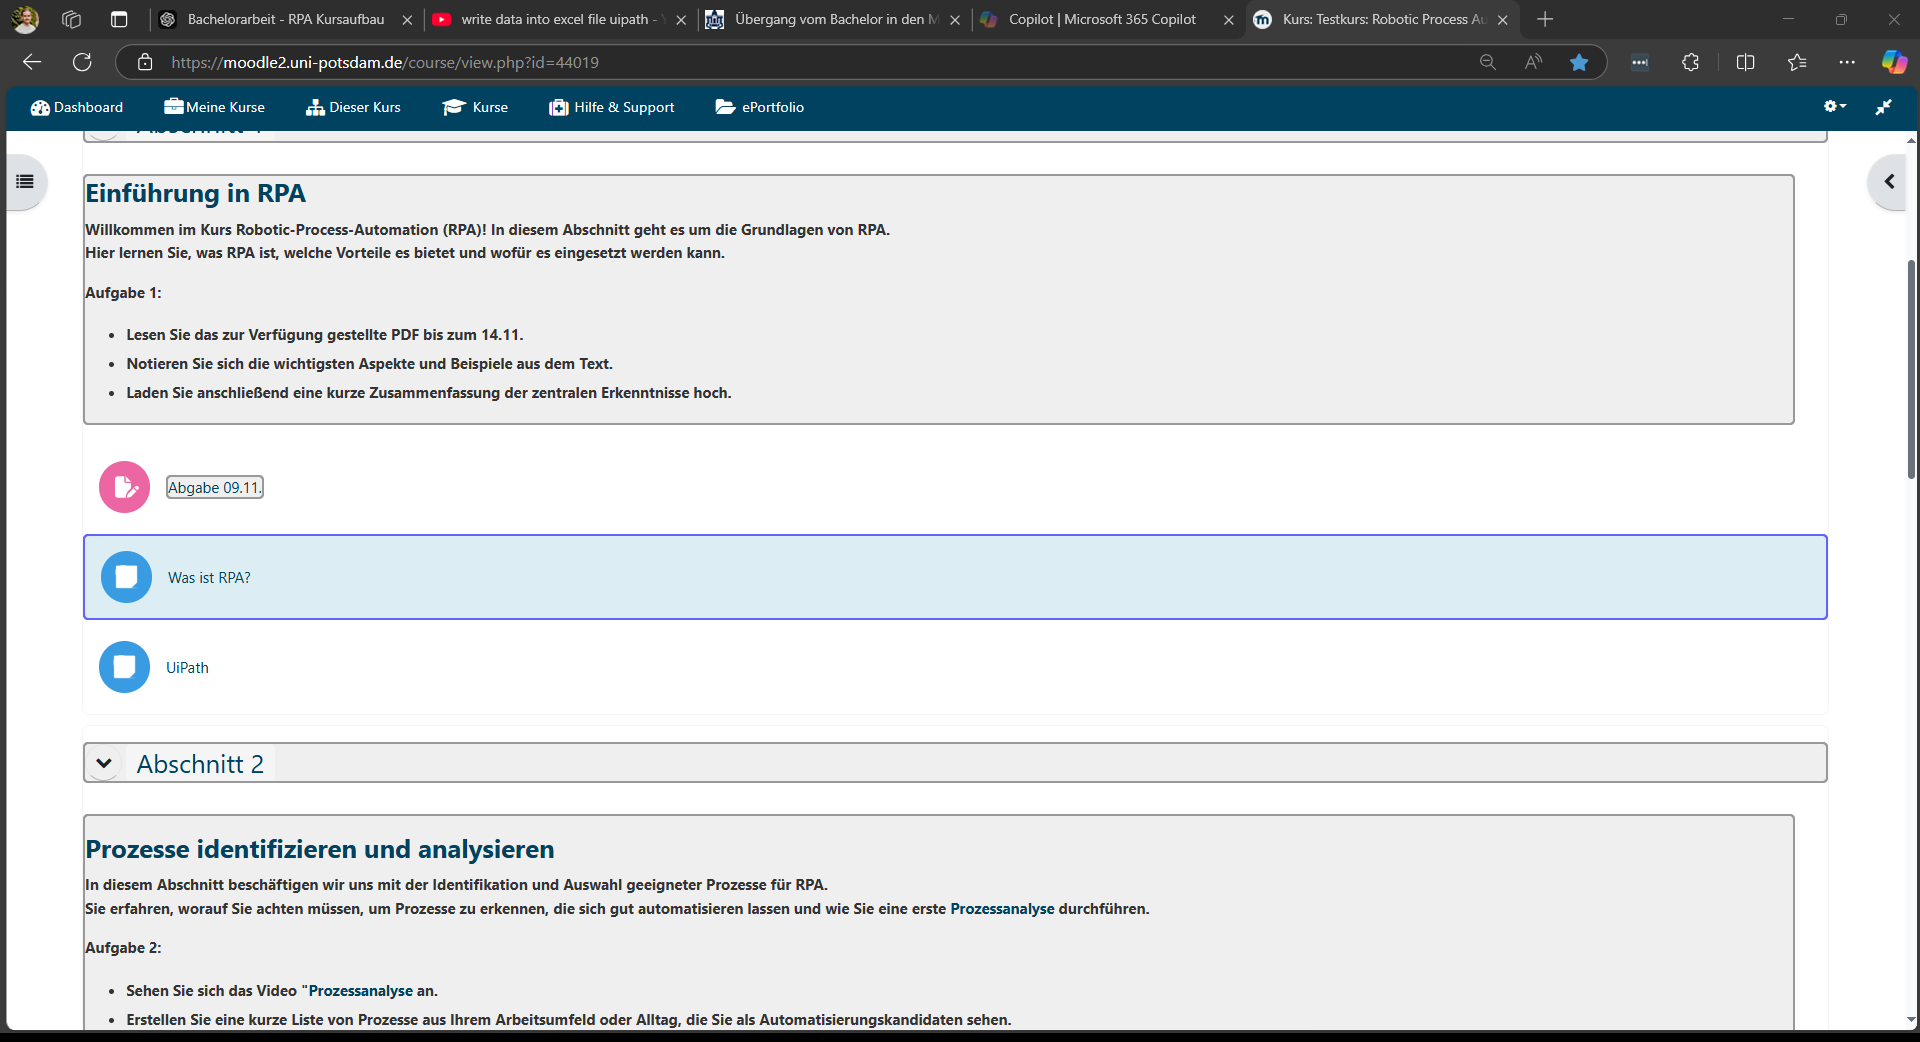 Bachelorarbeit - RPA Kursaufbau
write data into excel file uipath -
Übergang vom Bachelor in den M
Copilot | Microsoft 365 Copilot
Kurs: Testkurs: Robotic Process Au
https://moodle2.uni-potsdam.de/course/view.php?id=44019
Dashboard
Meine Kurse
Dieser Kurs
Kurse
Hilfe & Support
ePortfolio
Einführung in RPA
Willkommen im Kurs Robotic-Process-Automation (RPA)! In diesem Abschnitt geht es um die Grundlagen von RPA.
Hier lernen Sie, was RPA ist, welche Vorteile es bietet und wofür es eingesetzt werden kann.
Aufgabe 1:
Lesen Sie das zur Verfügung gestellte PDF bis zum 14.11.
Notieren Sie sich die wichtigsten Aspekte und Beispiele aus dem Text.
Laden Sie anschließend eine kurze Zusammenfassung der zentralen Erkenntnisse hoch.
Abgabe 09.11.
Was ist RPA?
UiPath
Abschnitt 2
Prozesse identifizieren und analysieren
In diesem Abschnitt beschäftigen wir uns mit der Identifikation und Auswahl geeigneter Prozesse für RPA.
Sie erfahren, worauf Sie achten müssen, um Prozesse zu erkennen, die sich gut automatisieren lassen und wie Sie eine erste Prozessanalyse durchführen.
Aufgabe 2:
Sehen Sie sich das Video "Prozessanalyse an.
Erstellen Sie eine kurze Liste von Prozesse aus Ihrem Arbeitsumfeld oder Alltag, die Sie als Automatisierungskandidaten sehen.